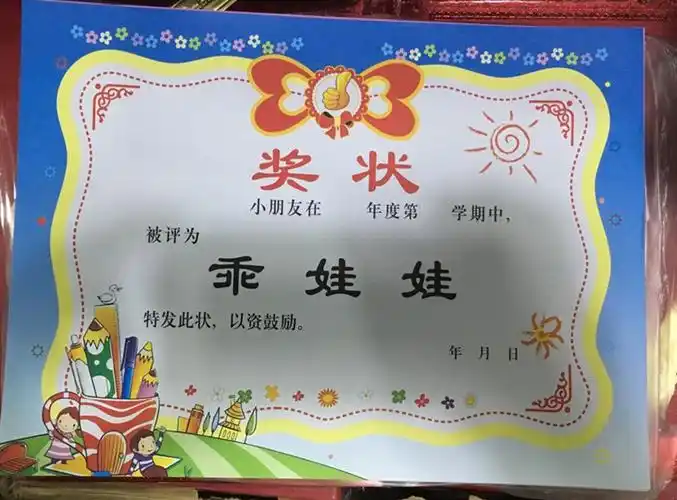 奖状
小朋友在 年度第 学期中,
被评为
乖娃娃
特发此状，以资鼓励。
年 月 日